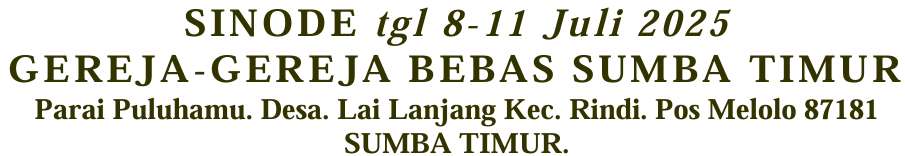 SINODE tgl 8-11 Juli 2025
GEREJA-GEREJA BEBAS SUMBA TIMUR
Parai Puluhamu. Desa. Lai Lanjang Kec. Rindi. Pos Melolo 87181
SUMBA TIMUR.